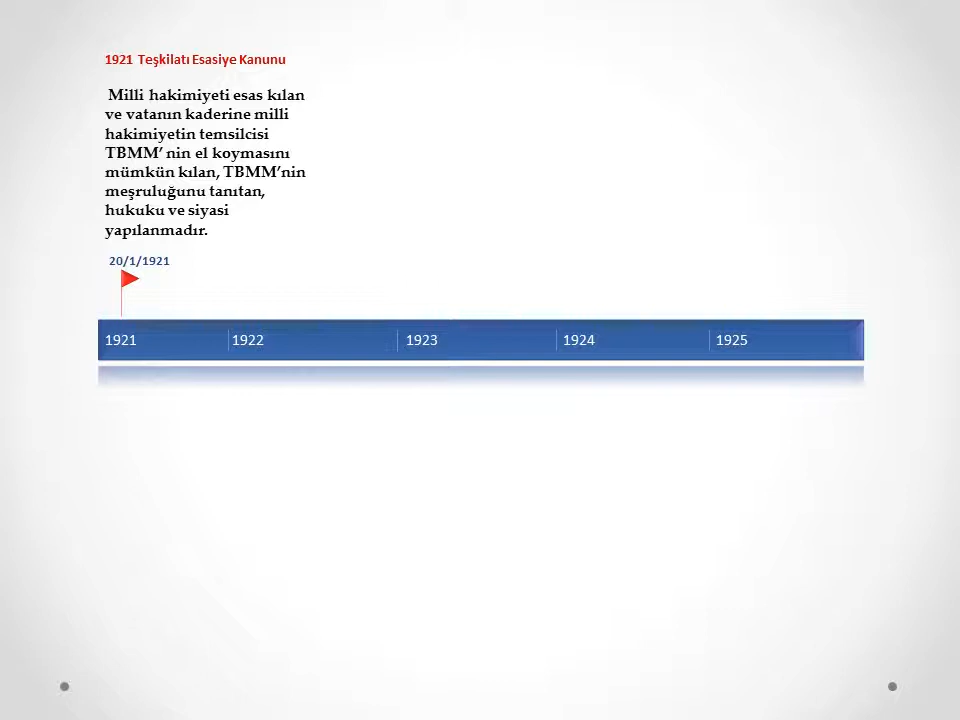 1921 Teşkilatı Esasiye Kanunu
Milli hakimiyeti esas kılan
ve vatanın kaderine milli
hakimiyetin temsilcisi
TBMM' nin el koymasını
mümkün kılan, TBMM'nin
meşruluğunu tanıtan,
hukuku ve siyasi
yapılanmadır.
20/1/1921
1921 1922 1923 1924 1925